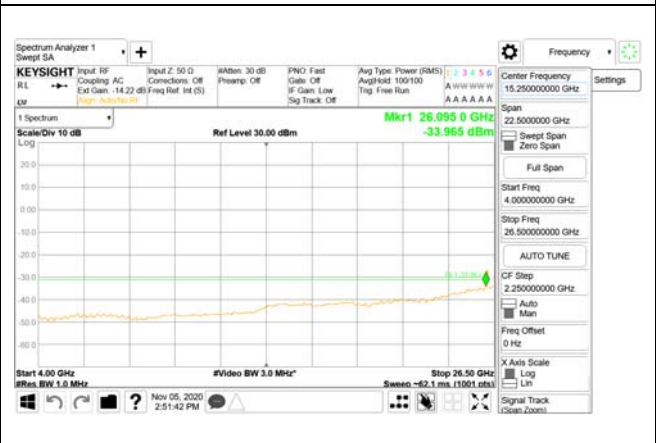 Spectrum Analyzer 1
Swept SA
+
Frequency
KEYSIGHT
RL
Input: RF
Coupling: AC
Ext Gain: -14.22 dB
Align: Auto/No RF
Input Z: 50 Ω
Corrections: Off
Freq Ref: Int (S)
#Atten: 30 dB
Preamp: Off
PNO: Fast
Gate: Off
IF Gain: Low
Sig Track: Off
Avg Type: Power (RMS)
Avg|Hold: 100/100
Trig: Free Run
1 2 3 4 5 6
A W W W W W
A A A A A A
1 Spectrum
Scale/Div 10 dB
Ref Level 30.00 dBm
Mkr1 26.095 0 GHz
-33.965 dBm
Log
20.0
10.0
0.00
-10.0
-20.0
-30.0
-40.0
-50.0
-60.0
Start 4.00 GHz
#Res BW 1.0 MHz
#Video BW 3.0 MHz*
Stop 26.50 GHz
Sweep ~62.1 ms (1001 pts)
Nov 05, 2020
2:51:42 PM
Center Frequency
15.250000000 GHz
Settings
Span
22.5000000 GHz
Swept Span
Zero Span
Full Span
Start Freq
4.000000000 GHz
Stop Freq
26.500000000 GHz
AUTO TUNE
CF Step
2.250000000 GHz
Auto
Man
Freq Offset
0 Hz
X Axis Scale
Log
Lin
Signal Track
(Span Zoom)